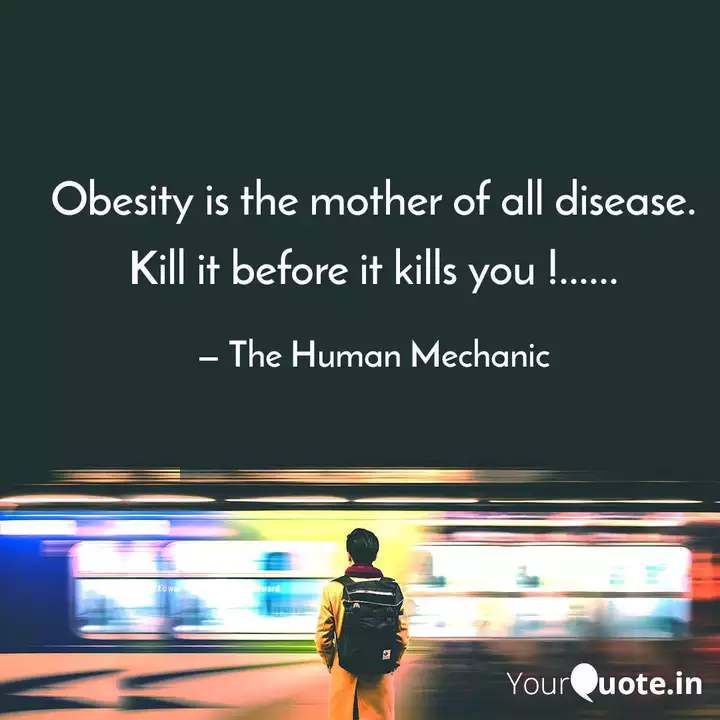 Obesity is the mother of all disease.
Kill it before it kills you !......
– The Human Mechanic
YourQuote.in